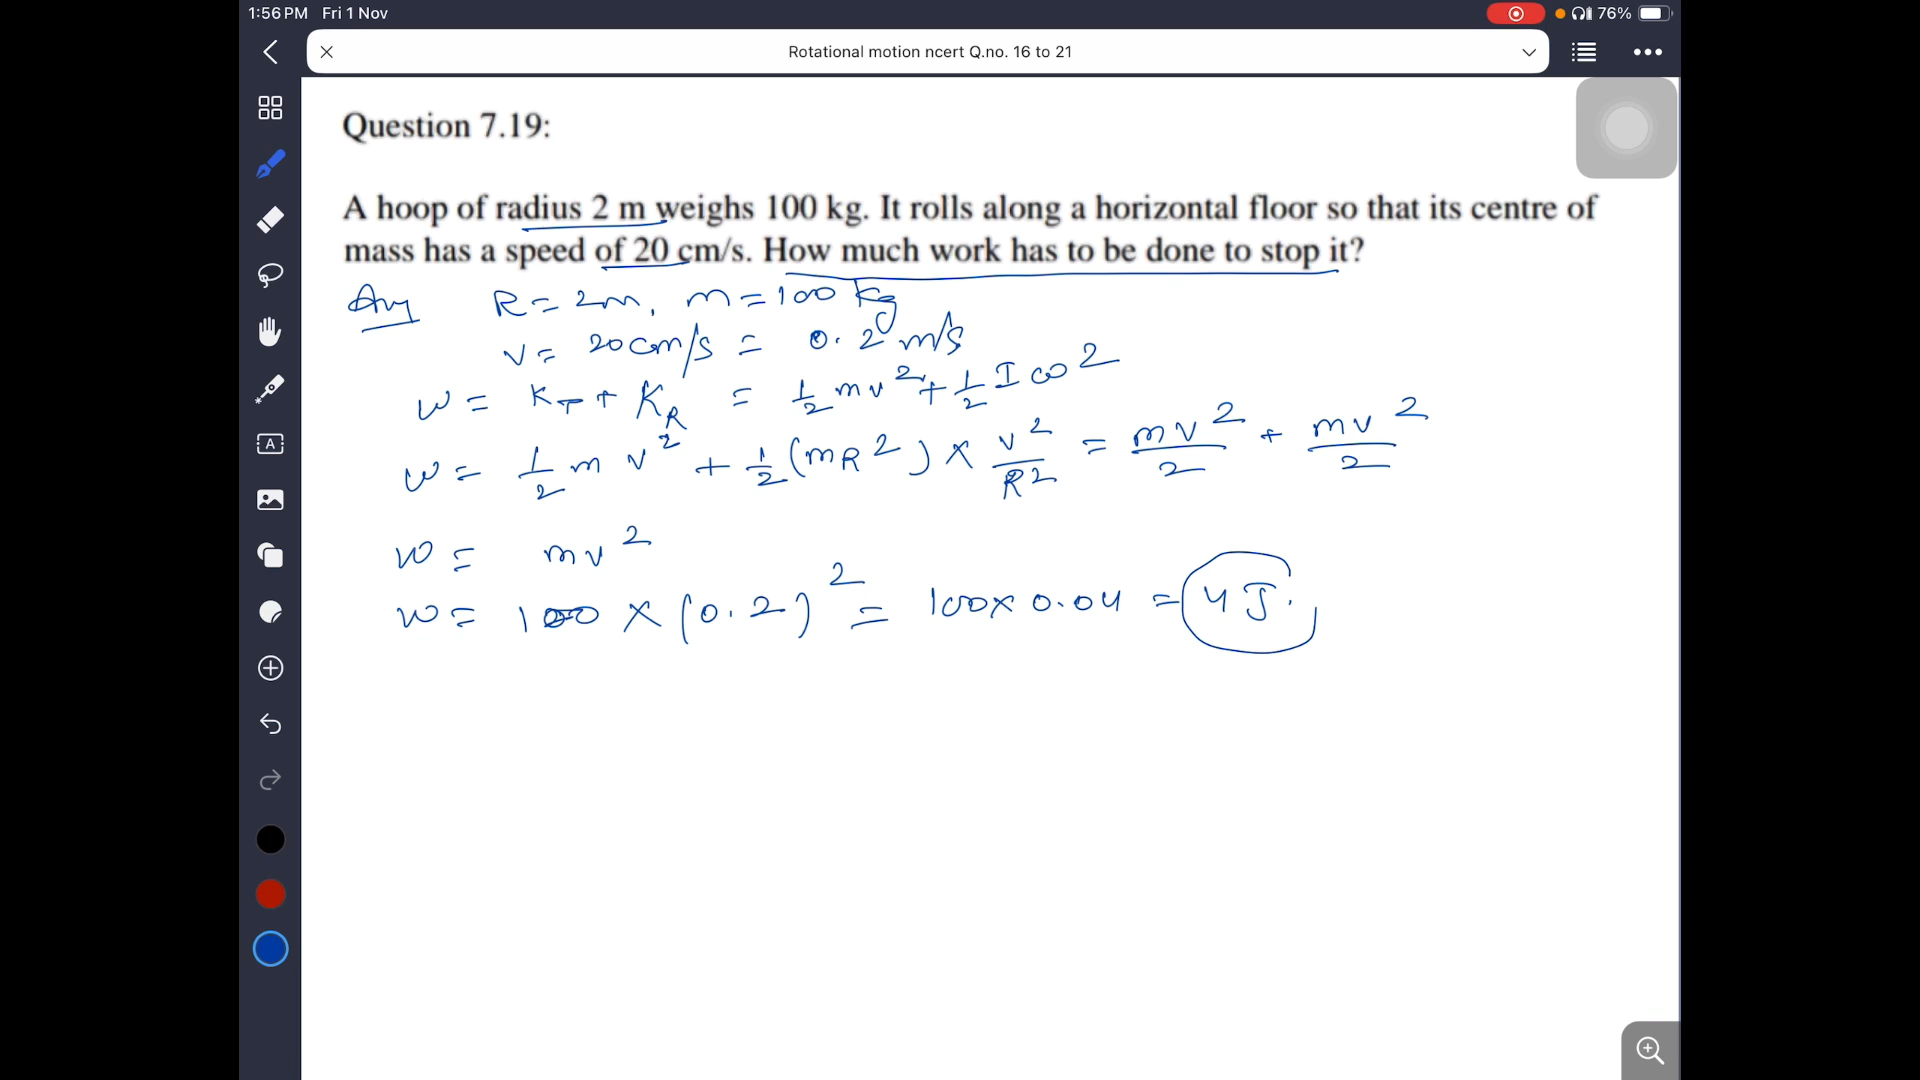 1:56 PM Fri 1 Nov
76%
Rotational motion ncert Q.no. 16 to 21
Question 7.19:
A hoop of radius 2 m weighs 100 kg. It rolls along a horizontal floor so that its centre of
mass has a speed of 20 cm/s. How much work has to be done to stop it?
Ans R = 2m, m = 100 kg
v = 20cm/s = 0.2 m/s
W = K_T + K_R = 1/2 mv² + 1/2 I ω²
W = 1/2 m v² + 1/2 (mR²) × v²/R² = mv²/2 + mv²/2
W = mv²
W = 100 × (0.2)² = 100 × 0.04 = 4 J.